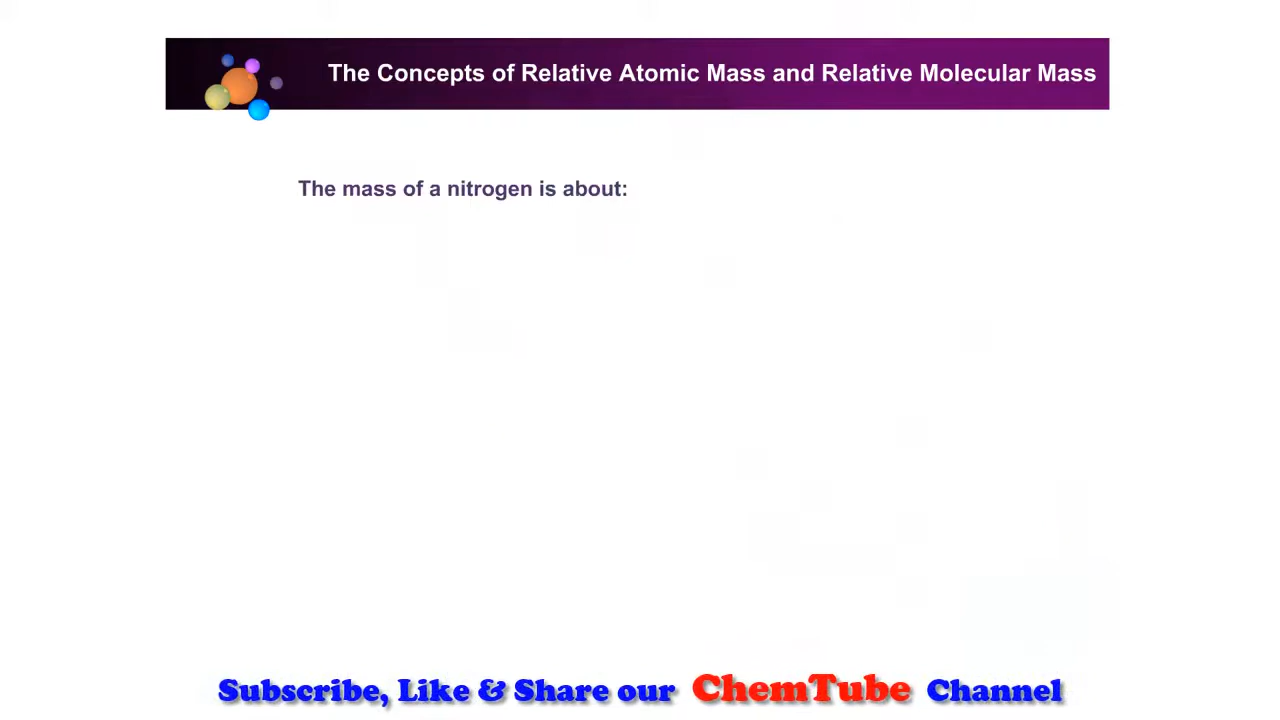 The Concepts of Relative Atomic Mass and Relative Molecular Mass
The mass of a nitrogen is about:
Subscribe, Like & Share our ChemTube Channel